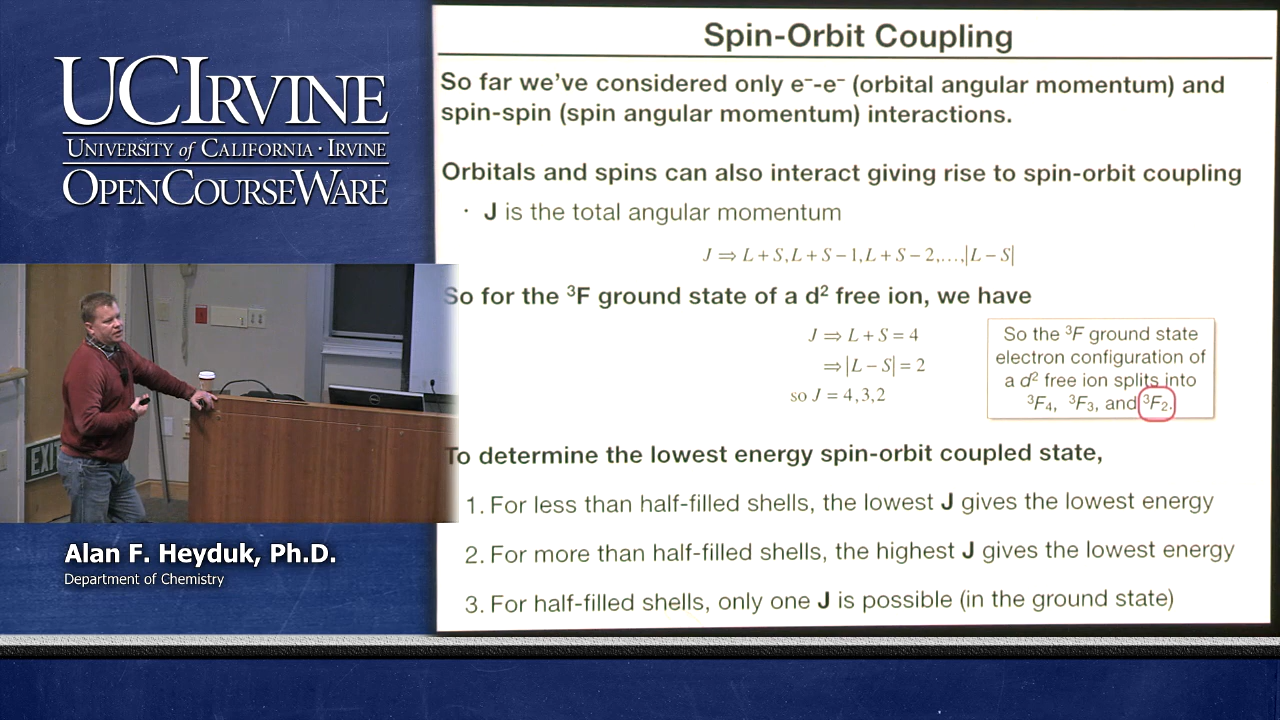 UCIRVINE
UNIVERSITY of CALIFORNIA · IRVINE
OPENCOURSEWARE
EXI
Alan F. Heyduk, Ph.D.
Department of Chemistry
Spin-Orbit Coupling
So far we've considered only e⁻-e⁻ (orbital angular momentum) and
spin-spin (spin angular momentum) interactions.
Orbitals and spins can also interact giving rise to spin-orbit coupling
· J is the total angular momentum
J ⇒ L + S, L + S − 1, L + S − 2,...,|L − S|
So for the ³F ground state of a d² free ion, we have
J ⇒ L + S = 4
⇒ |L − S| = 2
so J = 4,3,2
So the ³F ground state
electron configuration of
a d² free ion splits into
³F₄, ³F₃, and ³F₂.
To determine the lowest energy spin-orbit coupled state,
1. For less than half-filled shells, the lowest J gives the lowest energy
2. For more than half-filled shells, the highest J gives the lowest energy
3. For half-filled shells, only one J is possible (in the ground state)